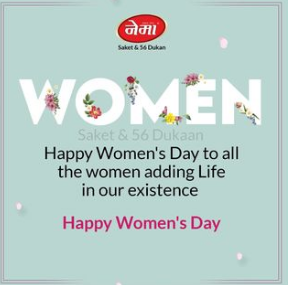 नेमा
Saket & 56 Dukan
WOMEN
Saket & 56 Dukaan
Happy Women's Day to all
the women adding Life
in our existence
Happy Women's Day